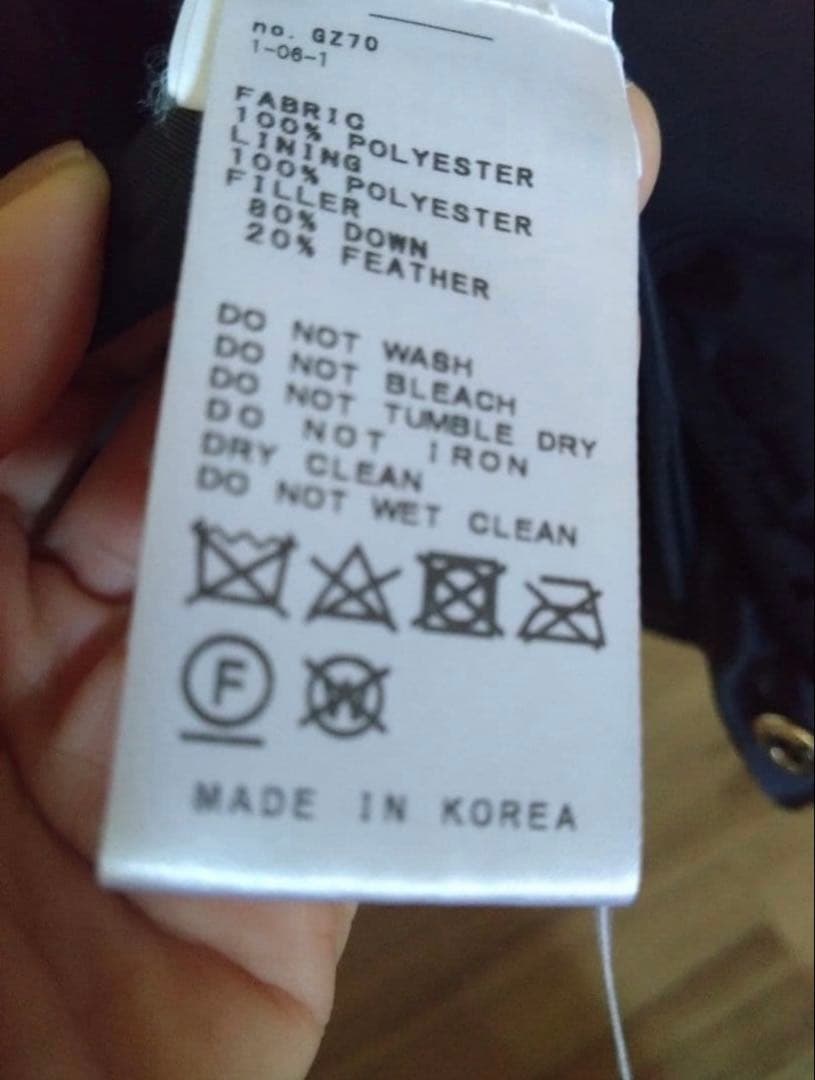 no. GZ70
1-06-1
FABRIC
100% POLYESTER
LINING
100% POLYESTER
FILLER
80% DOWN
20% FEATHER
DO NOT WASH
DO NOT BLEACH
DO NOT TUMBLE DRY
DO NOT IRON
DRY CLEAN
DO NOT WET CLEAN
F
W
MADE IN KOREA